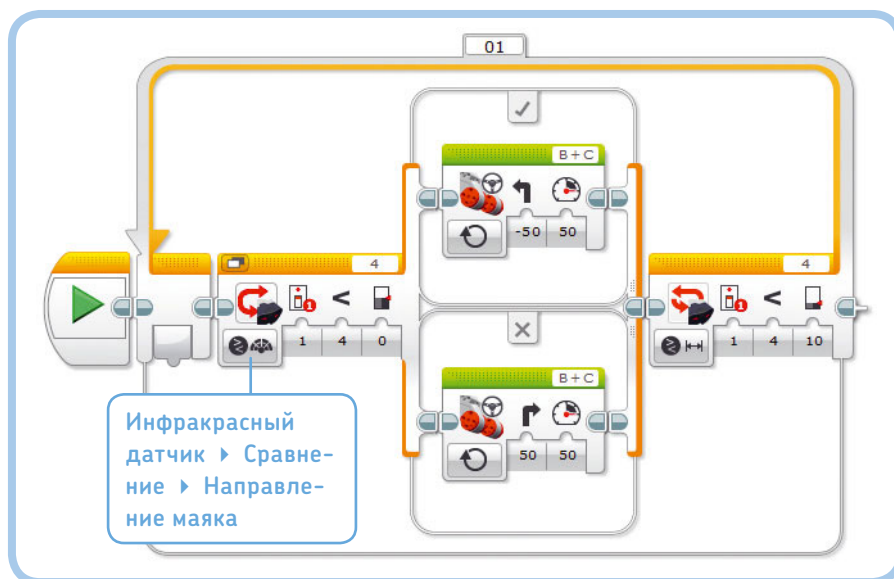 01
B + C
-50 50
4
1 4 0
4
1 4 10
B + C
50 50
Инфракрасный
датчик ▸ Сравне-
ние ▸ Направле-
ние маяка